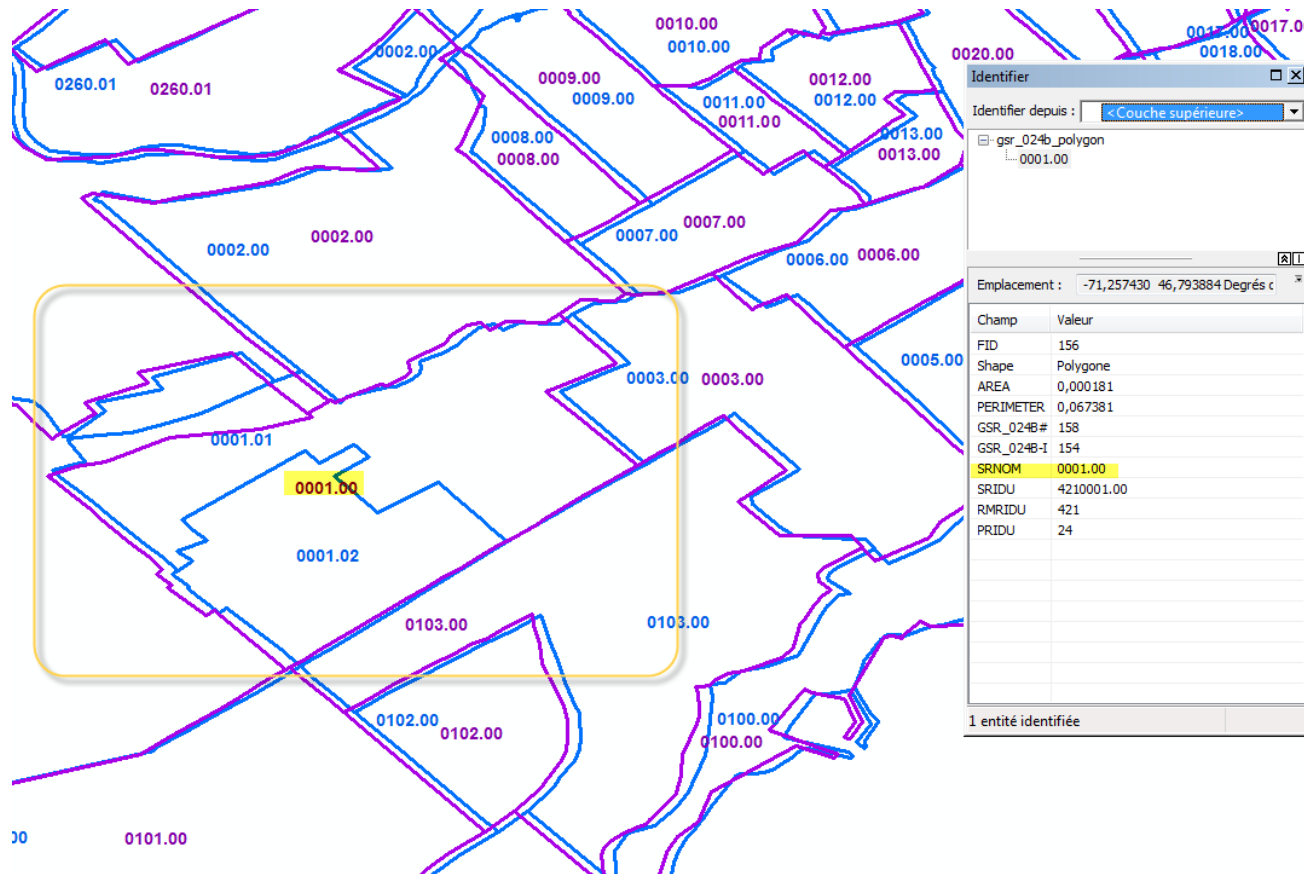 0010.00
0010.00
0002.00
0017.00
0017.0
0018.00
0020.00
0260.01
0260.01
0009.00
0009.00
0012.00
0012.00
0011.00
0011.00
0008.00
0008.00
0013.00
0013.00
0002.00
0002.00
0007.00
0007.00
0006.00
0006.00
0005.00
0003.00
0003.00
0001.01
0001.00
0001.02
0103.00
0103.00
0102.00
0102.00
0100.00
0100.00
00
0101.00
Identifier
Identifier depuis : <Couche supérieure>
gsr_024b_polygon
0001.00
Emplacement : -71,257430 46,793884 Degrés c
Champ Valeur
FID 156
Shape Polygone
AREA 0,000181
PERIMETER 0,067381
GSR_024B# 158
GSR_024B-I 154
SRNOM 0001.00
SRIDU 4210001.00
RMRIDU 421
PRIDU 24
1 entité identifiée